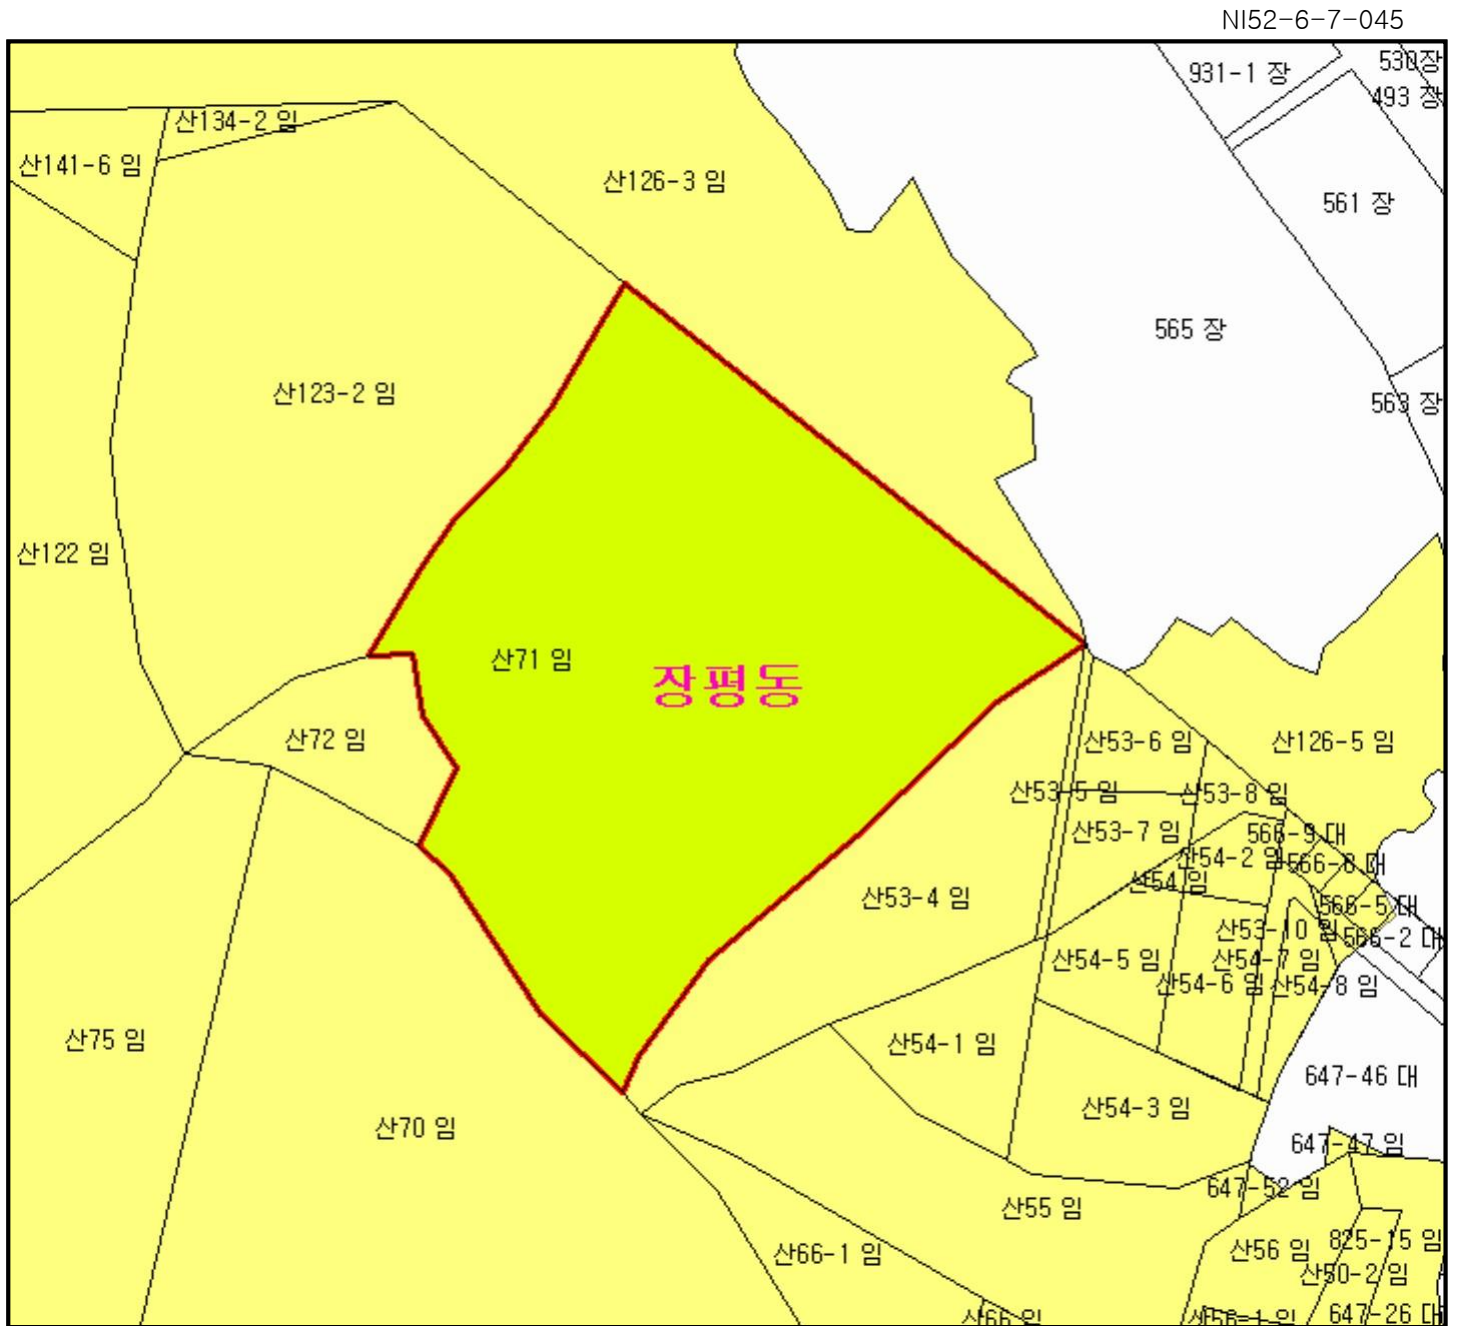 NI52-6-7-045
530장
931-1 장
493 장
산134-2 임
산141-6 임
산126-3 임
561 장
565 장
산123-2 임
563 장
산122 임
산71 임
장평동
산72 임
산53-6 임
산126-5 임
산53-5 임
산53-8 임
산53-7 임
566-9 대
산54-2 임
566-8 대
산54 임
산53-4 임
566-5 대
산53-10 임
566-2 대
산54-5 임
산54-7 임
산54-6 임
산54-8 임
산75 임
산54-1 임
647-46 대
산54-3 임
산70 임
647-47 임
647-52 임
산55 임
825-15 임
산56 임
산66-1 임
산50-2 임
산66 임
산56-1 임
647-26 대